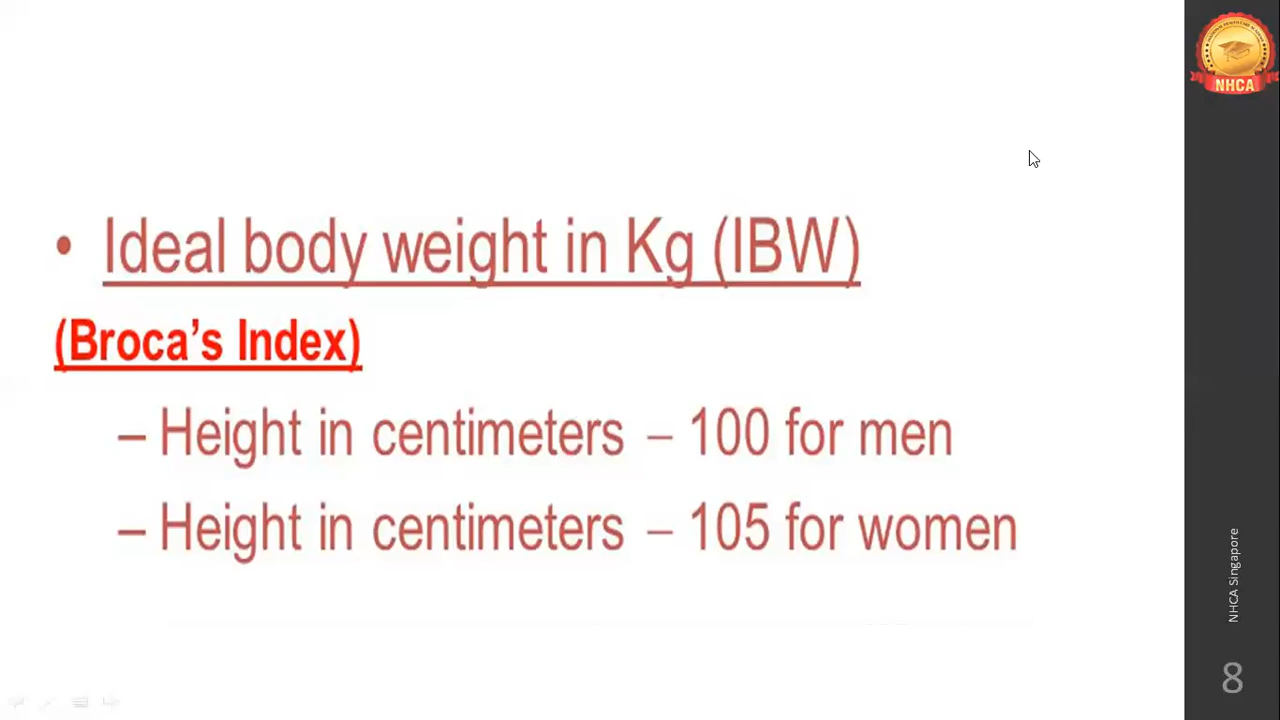 NHCA
• Ideal body weight in Kg (IBW)
(Broca's Index)
– Height in centimeters – 100 for men
– Height in centimeters – 105 for women
NHCA Singapore
8